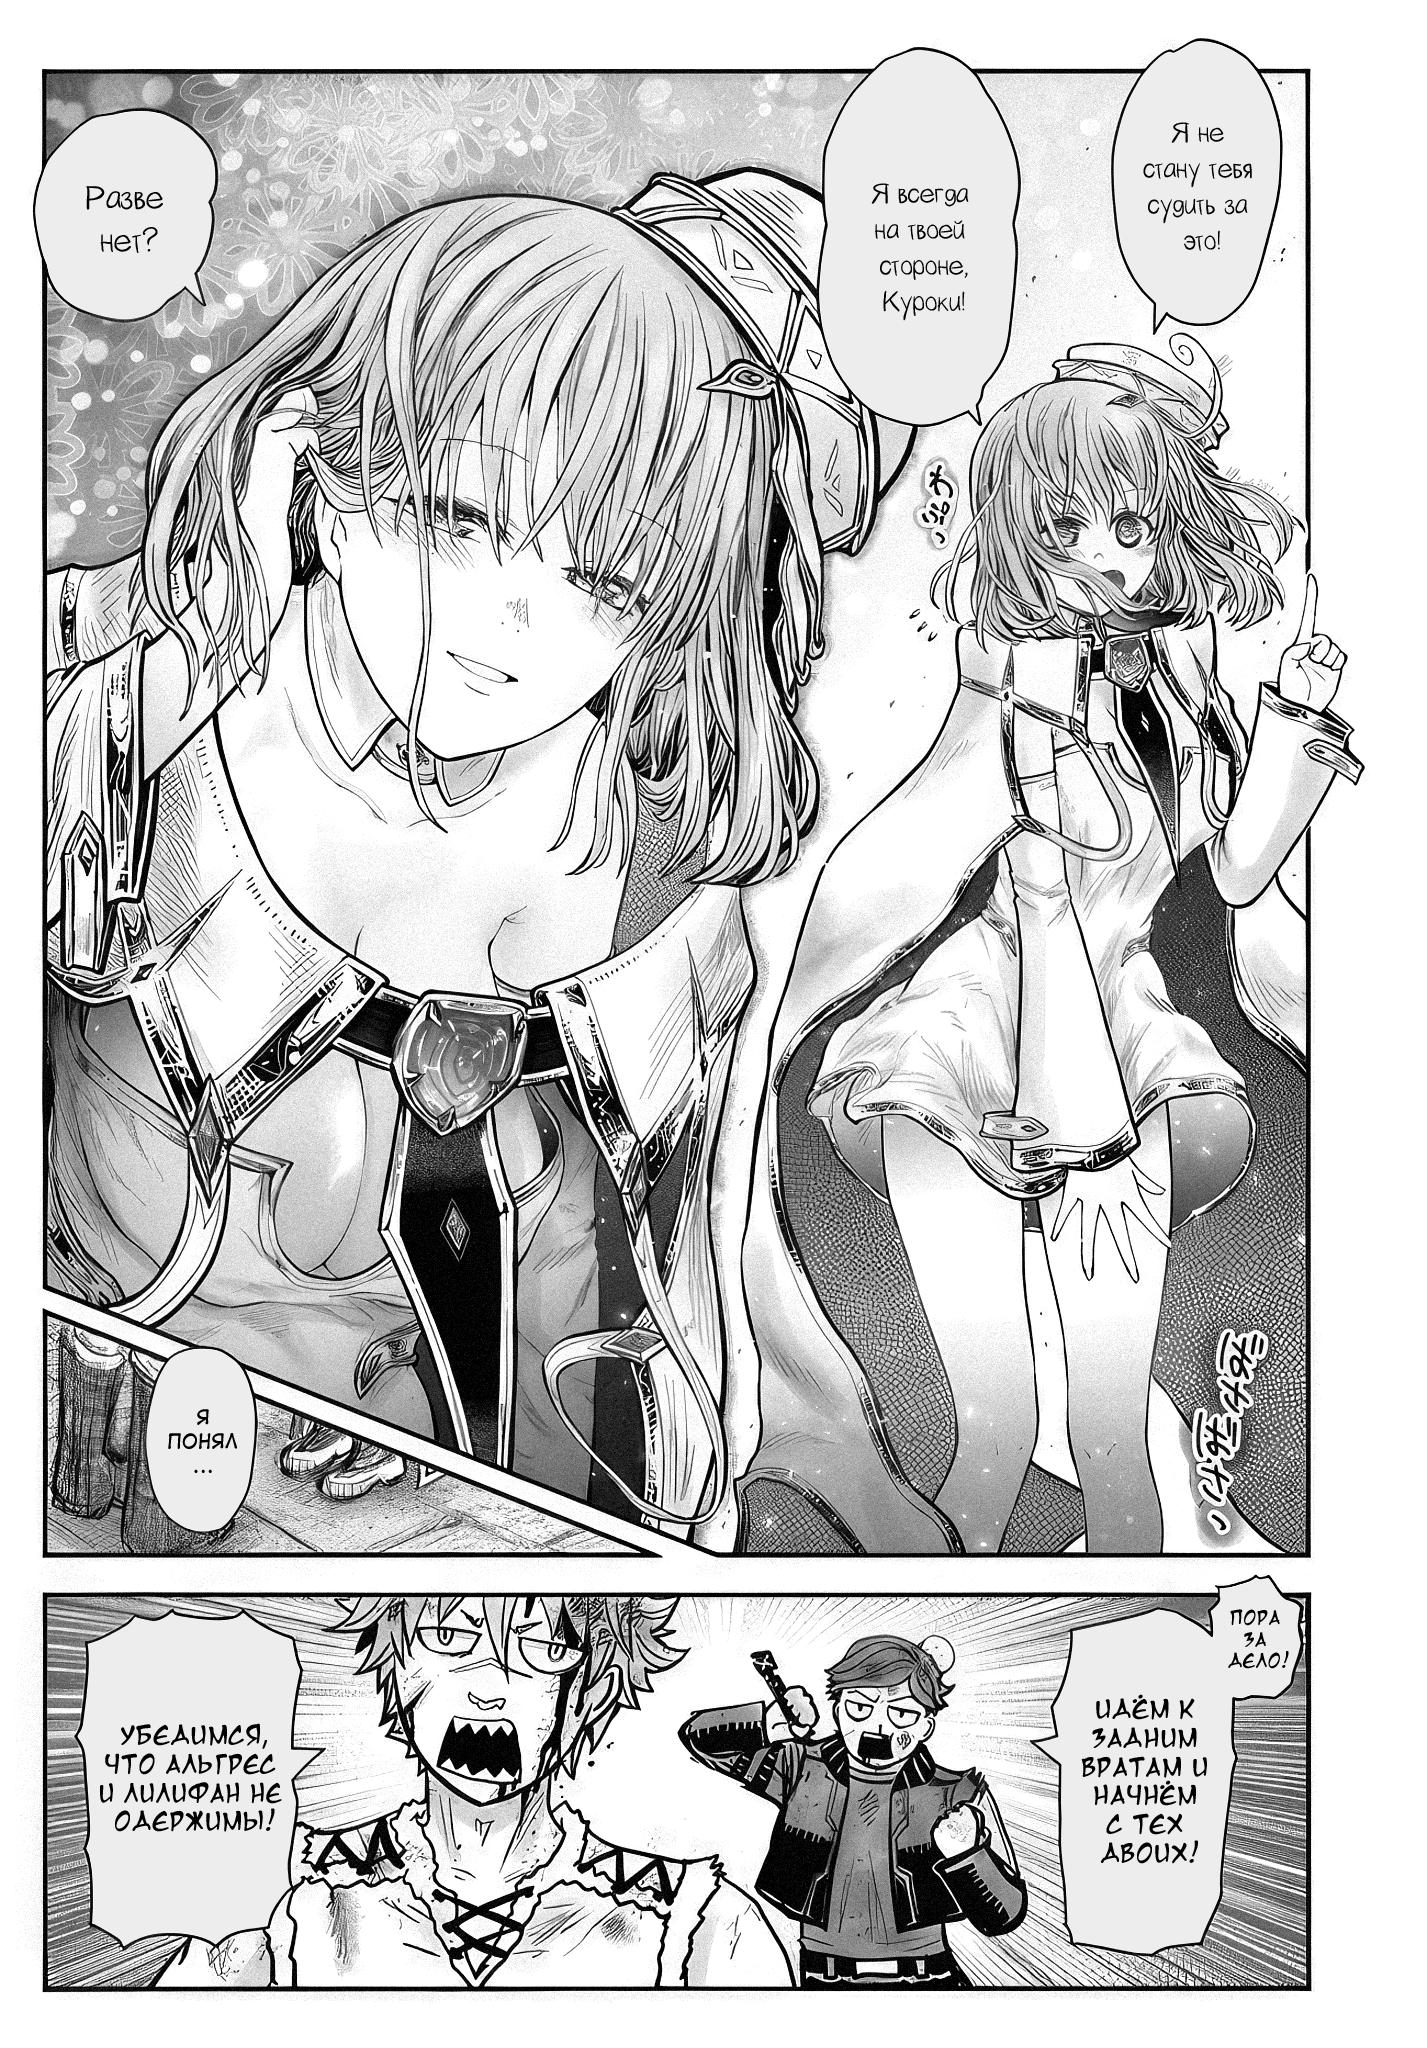 Я не
стану тебя
судить за
это!
Я всегда
на твоей
стороне,
Куроки!
Разве
нет?
Я
ПОНЯЛ
...
ПОРА
ЗА
ДЕЛО!
ИДЁМ К
ЗАДНИМ
ВРАТАМ И
НАЧНЁМ
С ТЕХ
ДВОИХ!
УБЕДИМСЯ,
ЧТО АЛЬГРЕС
И ЛИЛИФАН НЕ
ОДЕРЖИМЫ!